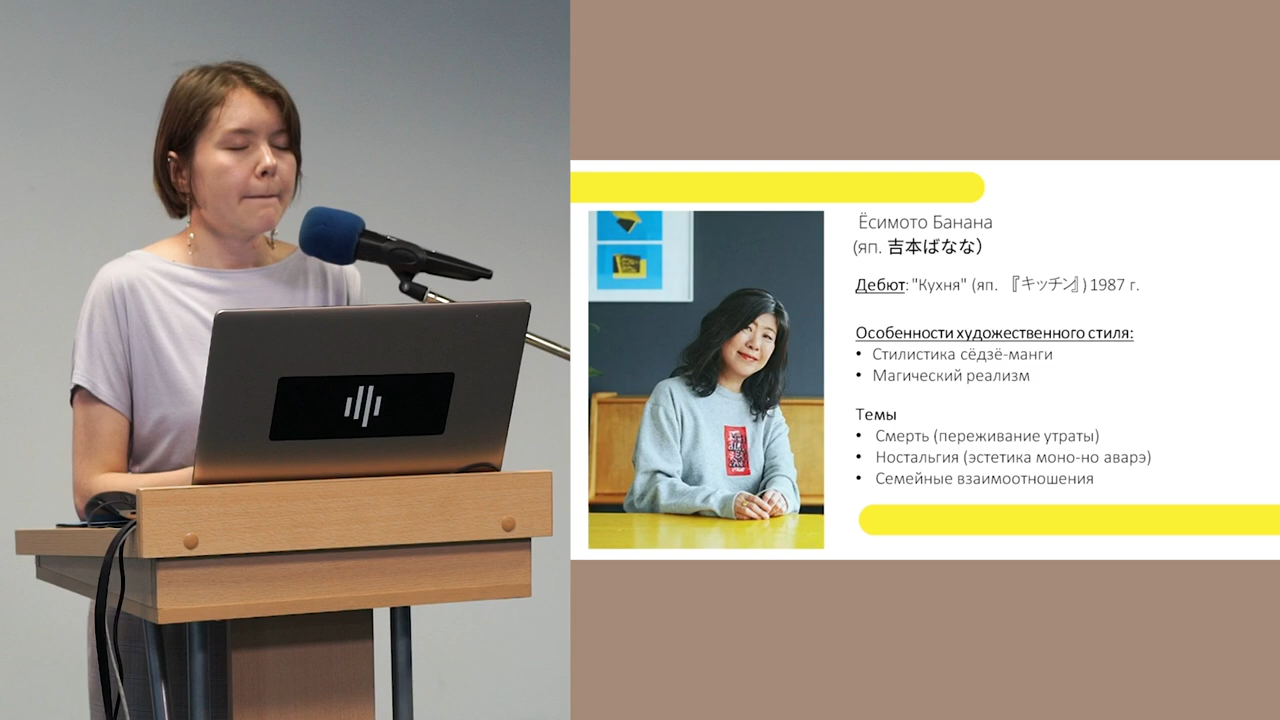 Ёсимото Банана
(яп. 吉本ばなな)
Дебют: "Кухня" (яп. 『キッチン』) 1987 г.
Особенности художественного стиля:
• Стилистика сёдзё-манги
• Магический реализм
Темы
• Смерть (переживание утраты)
• Ностальгия (эстетика моно-но аварэ)
• Семейные взаимоотношения